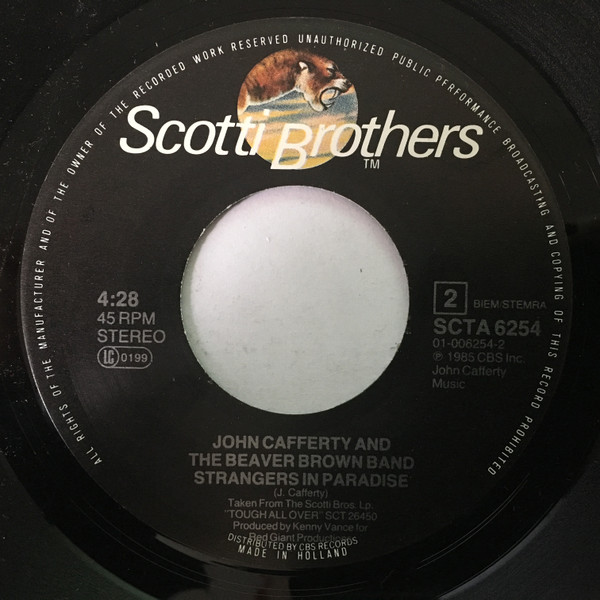 ALL RIGHTS OF THE MANUFACTURER AND OF THE OWNER OF THE RECORDED WORK RESERVED UNAUTHORIZED PUBLIC PERFORMANCE BROADCASTING AND COPYING OF THIS RECORD PROHIBITED
Scotti Brothers
TM
4:28
45 RPM
STEREO
LC 0199
2 BIEM/STEMRA
SCTA 6254
01-006254-2
℗ 1985 CBS Inc.
John Cafferty
Music
JOHN CAFFERTY AND
THE BEAVER BROWN BAND
STRANGERS IN PARADISE
(J. Cafferty)
Taken From The Scotti Bros. Lp.
"TOUGH ALL OVER" SCT 26450
Produced by Kenny Vance for
Red Giant Productions
DISTRIBUTED BY CBS RECORDS
MADE IN HOLLAND